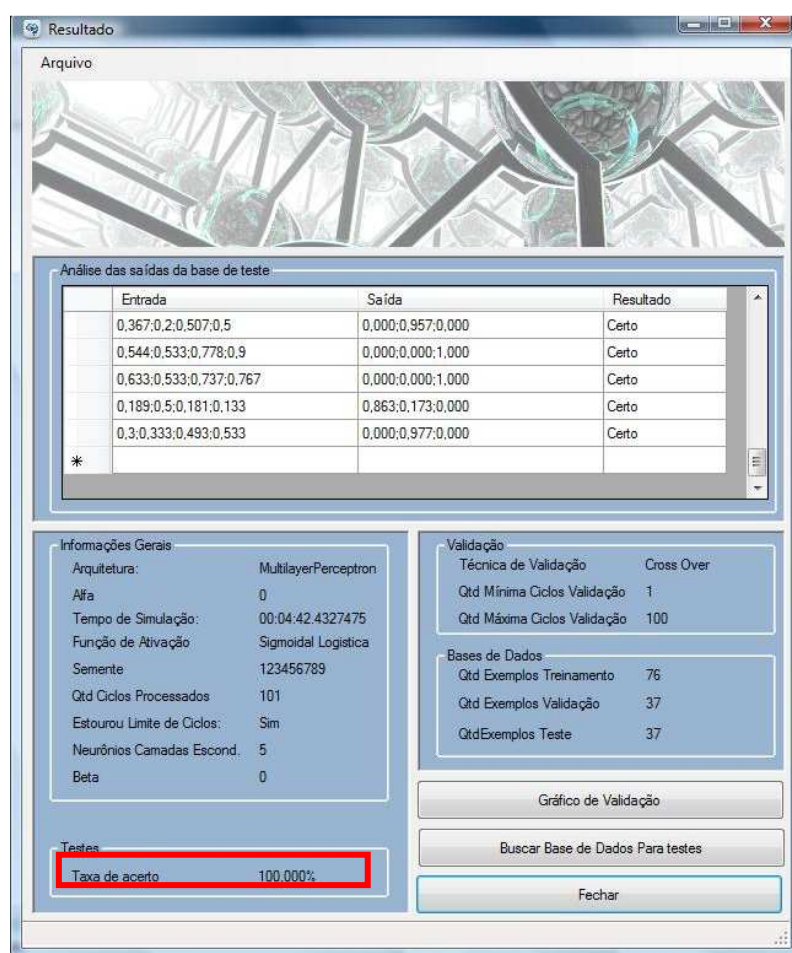 Resultado
Arquivo
Análise das saídas da base de teste
Entrada Saída Resultado
0,367;0,2;0,507;0,5 0,000;0,957;0,000 Certo
0,544;0,533;0,778;0,9 0,000;0,000;1,000 Certo
0,633;0,533;0,737;0,767 0,000;0,000;1,000 Certo
0,189;0,5;0,181;0,133 0,863;0,173;0,000 Certo
0,3;0,333;0,493;0,533 0,000;0,977;0,000 Certo
*
Informações Gerais
Arquitetura: MultilayerPerceptron
Alfa 0
Tempo de Simulação: 00:04:42.4327475
Função de Ativação Sigmoidal Logistica
Semente 123456789
Qtd Ciclos Processados 101
Estourou Limite de Ciclos: Sim
Neurônios Camadas Escond. 5
Beta 0
Testes
Taxa de acerto 100.000%
Validação
Técnica de Validação Cross Over
Qtd Mínima Ciclos Validação 1
Qtd Máxima Ciclos Validação 100
Bases de Dados
Qtd Exemplos Treinamento 76
Qtd Exemplos Validação 37
QtdExemplos Teste 37
Gráfico de Validação
Buscar Base de Dados Para testes
Fechar